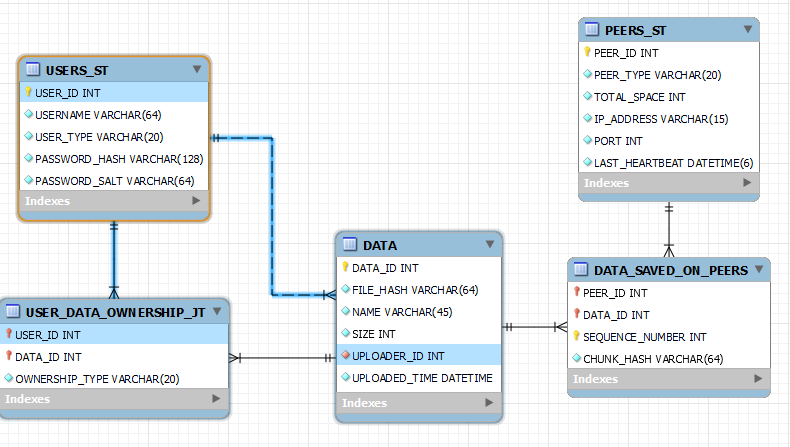 USERS_ST
USER_ID INT
USERNAME VARCHAR(64)
USER_TYPE VARCHAR(20)
PASSWORD_HASH VARCHAR(128)
PASSWORD_SALT VARCHAR(64)
Indexes
PEERS_ST
PEER_ID INT
PEER_TYPE VARCHAR(20)
TOTAL_SPACE INT
IP_ADDRESS VARCHAR(15)
PORT INT
LAST_HEARTBEAT DATETIME(6)
Indexes
DATA
DATA_ID INT
FILE_HASH VARCHAR(64)
NAME VARCHAR(45)
SIZE INT
UPLOADER_ID INT
UPLOADED_TIME DATETIME
Indexes
DATA_SAVED_ON_PEERS
PEER_ID INT
DATA_ID INT
SEQUENCE_NUMBER INT
CHUNK_HASH VARCHAR(64)
Indexes
USER_DATA_OWNERSHIP_JT
USER_ID INT
DATA_ID INT
OWNERSHIP_TYPE VARCHAR(20)
Indexes